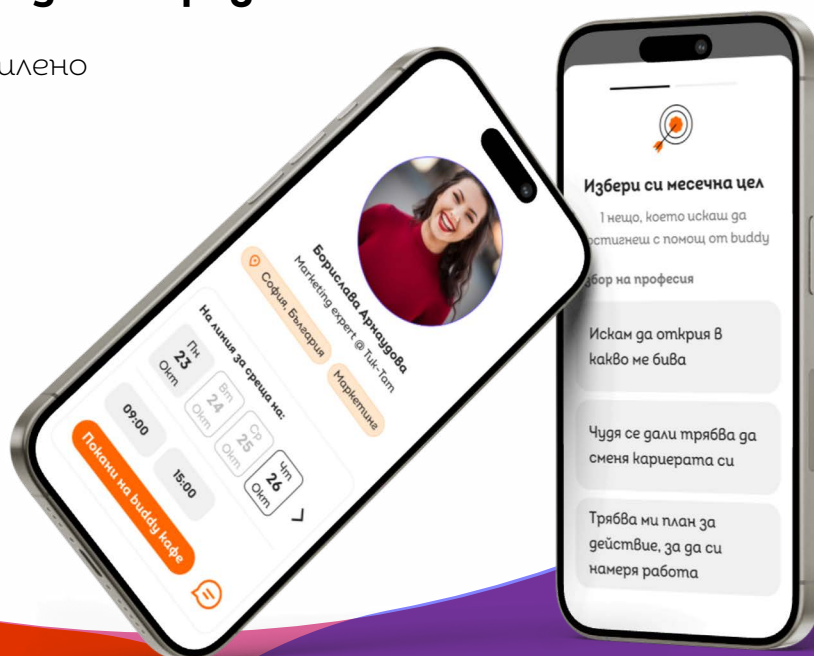 Борислава Арнаудова
Marketing expert @ Tuk-Tam
София, България
Маркетинг
На линия за среща на:
Пн
23
Окт
Вт
24
Окт
Ср
25
Окт
Чт
26
Окт
09:00
15:00
Покани на buddy кафе
Избери си месечна цел
1 нещо, което искаш да
с помощ от buddy
на професия
Искам да открия в
какво ме бива
Чудя се дали трябва да
сменя кариерата си
Трябва ми план за
действие, за да си
намеря работа